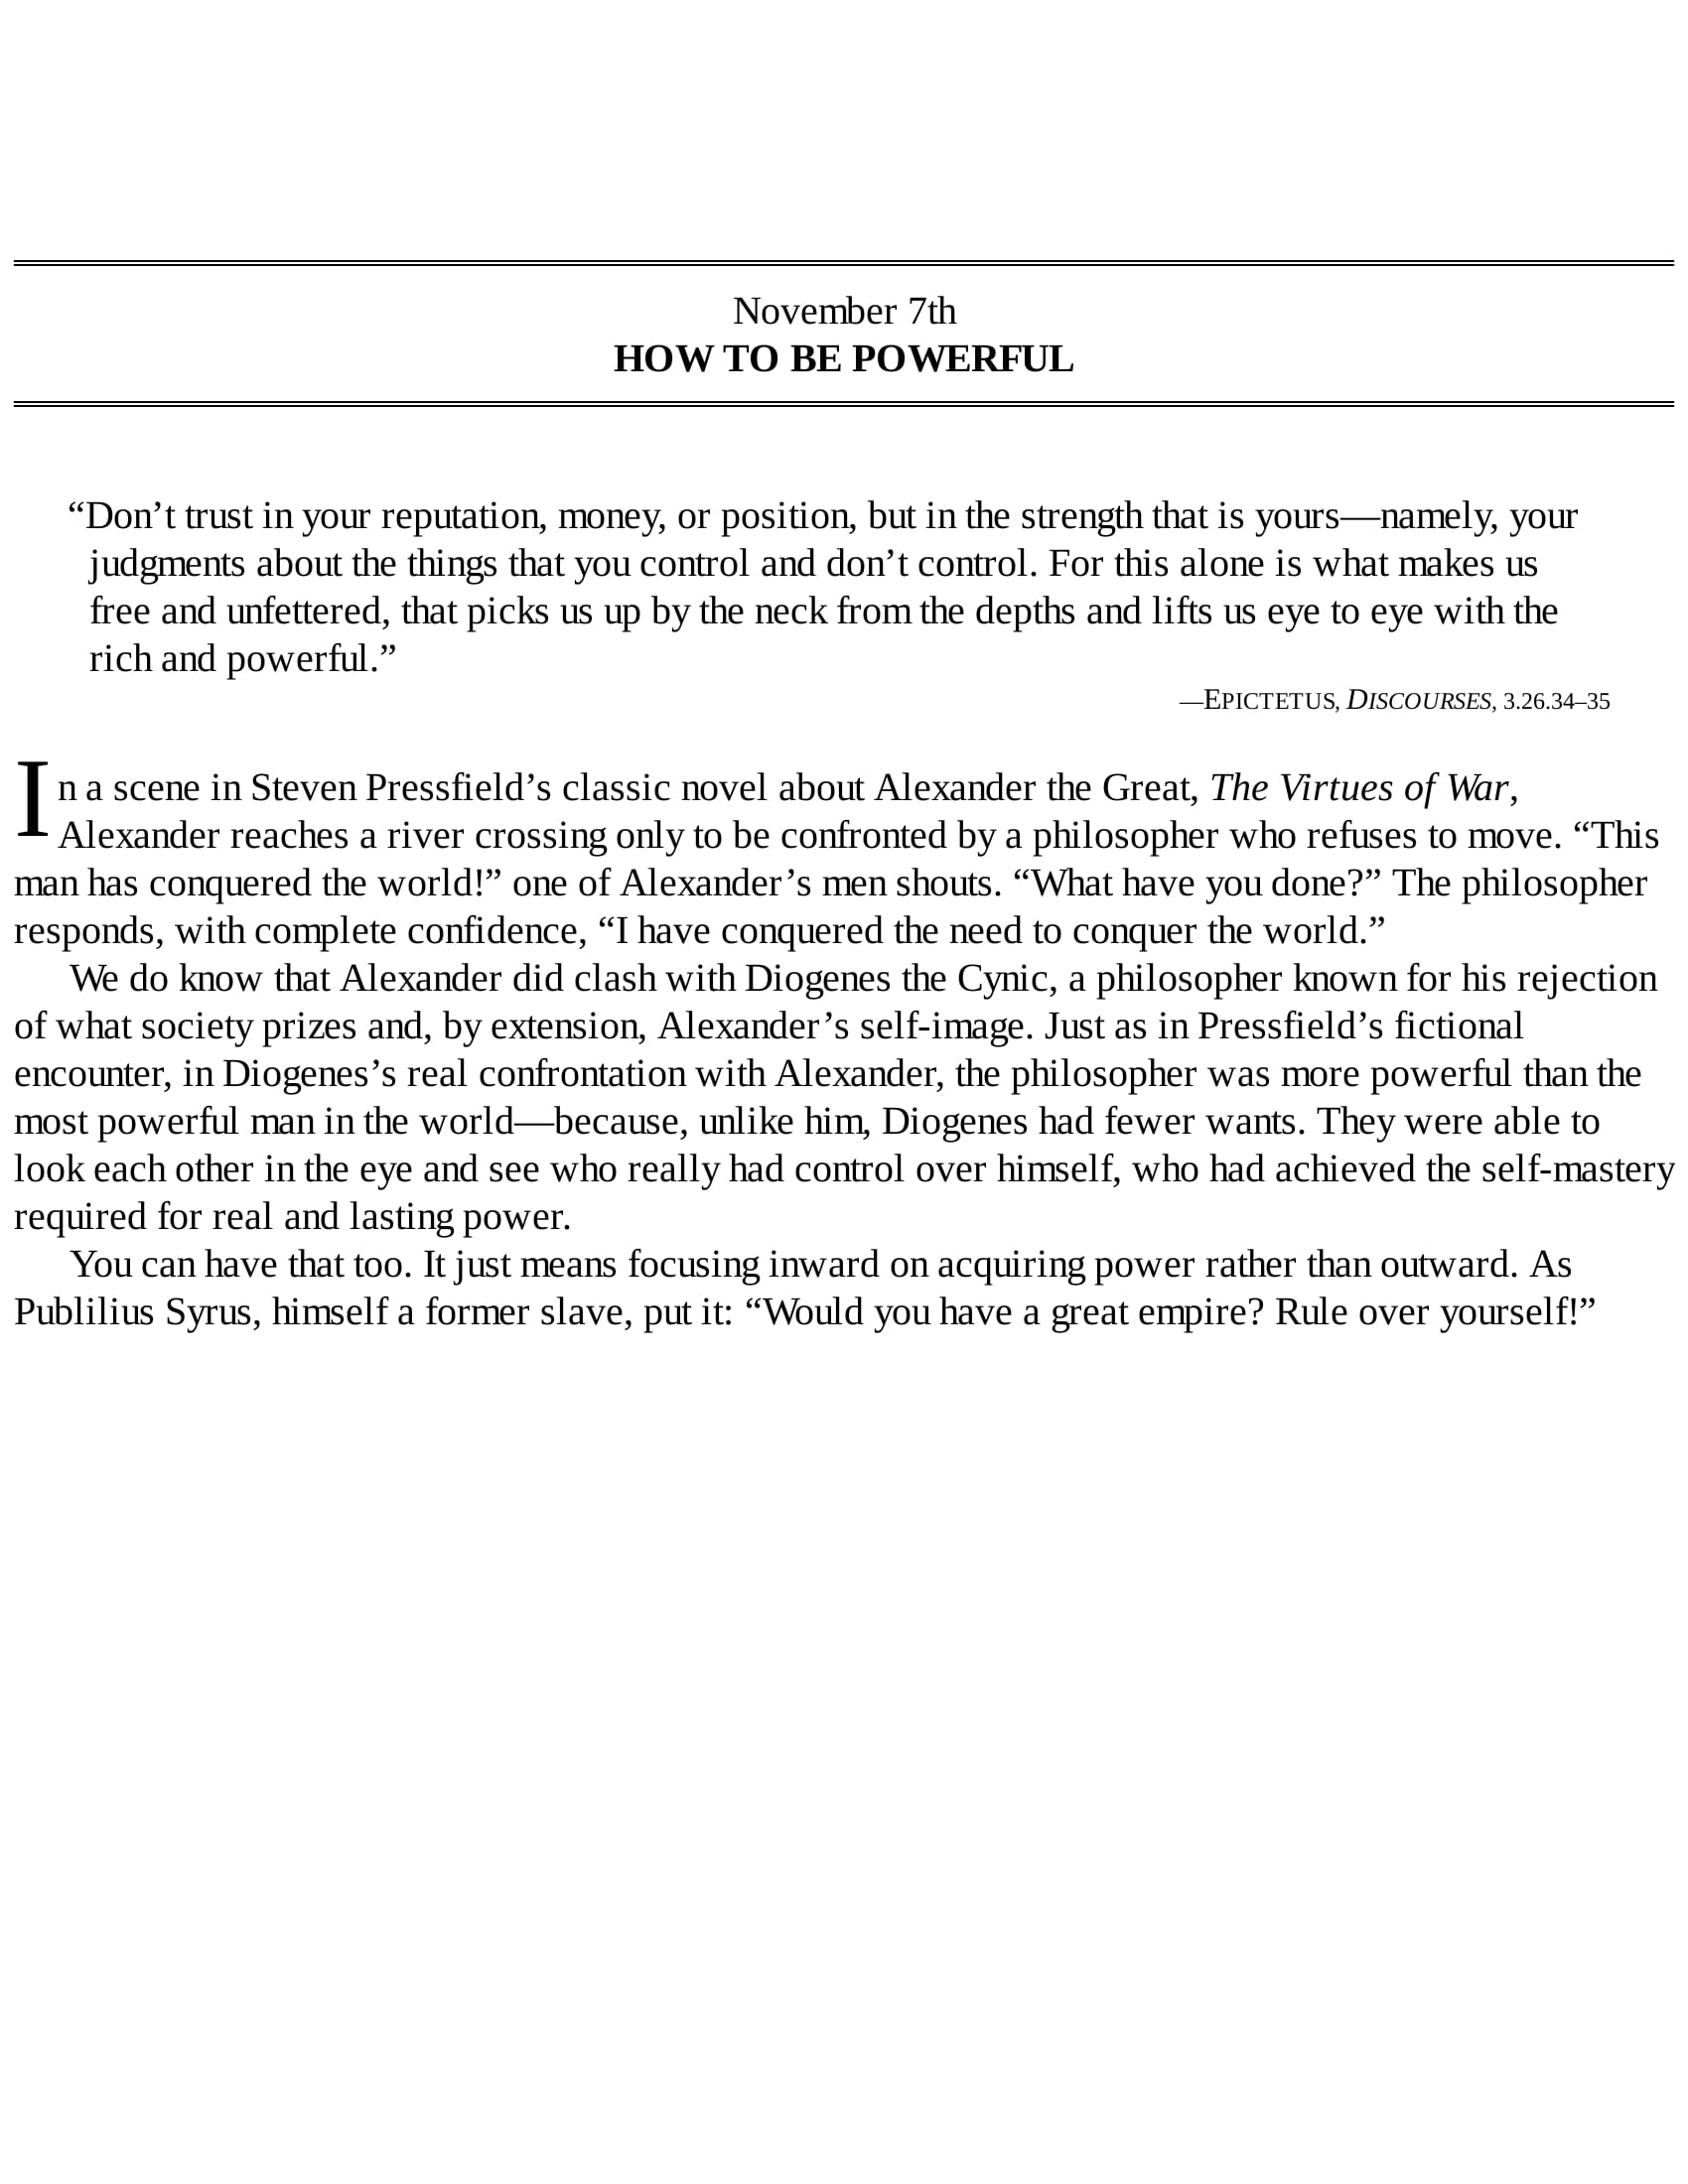 November 7th
HOW TO BE POWERFUL
“Don’t trust in your reputation, money, or position, but in the strength that is yours—namely, your
judgments about the things that you control and don’t control. For this alone is what makes us
free and unfettered, that picks us up by the neck from the depths and lifts us eye to eye with the
rich and powerful.”
—EPICTETUS, DISCOURSES, 3.26.34–35
In a scene in Steven Pressfield’s classic novel about Alexander the Great, The Virtues of War,
Alexander reaches a river crossing only to be confronted by a philosopher who refuses to move. “This
man has conquered the world!” one of Alexander’s men shouts. “What have you done?” The philosopher
responds, with complete confidence, “I have conquered the need to conquer the world.”
We do know that Alexander did clash with Diogenes the Cynic, a philosopher known for his rejection
of what society prizes and, by extension, Alexander’s self-image. Just as in Pressfield’s fictional
encounter, in Diogenes’s real confrontation with Alexander, the philosopher was more powerful than the
most powerful man in the world—because, unlike him, Diogenes had fewer wants. They were able to
look each other in the eye and see who really had control over himself, who had achieved the self-mastery
required for real and lasting power.
You can have that too. It just means focusing inward on acquiring power rather than outward. As
Publilius Syrus, himself a former slave, put it: “Would you have a great empire? Rule over yourself!”